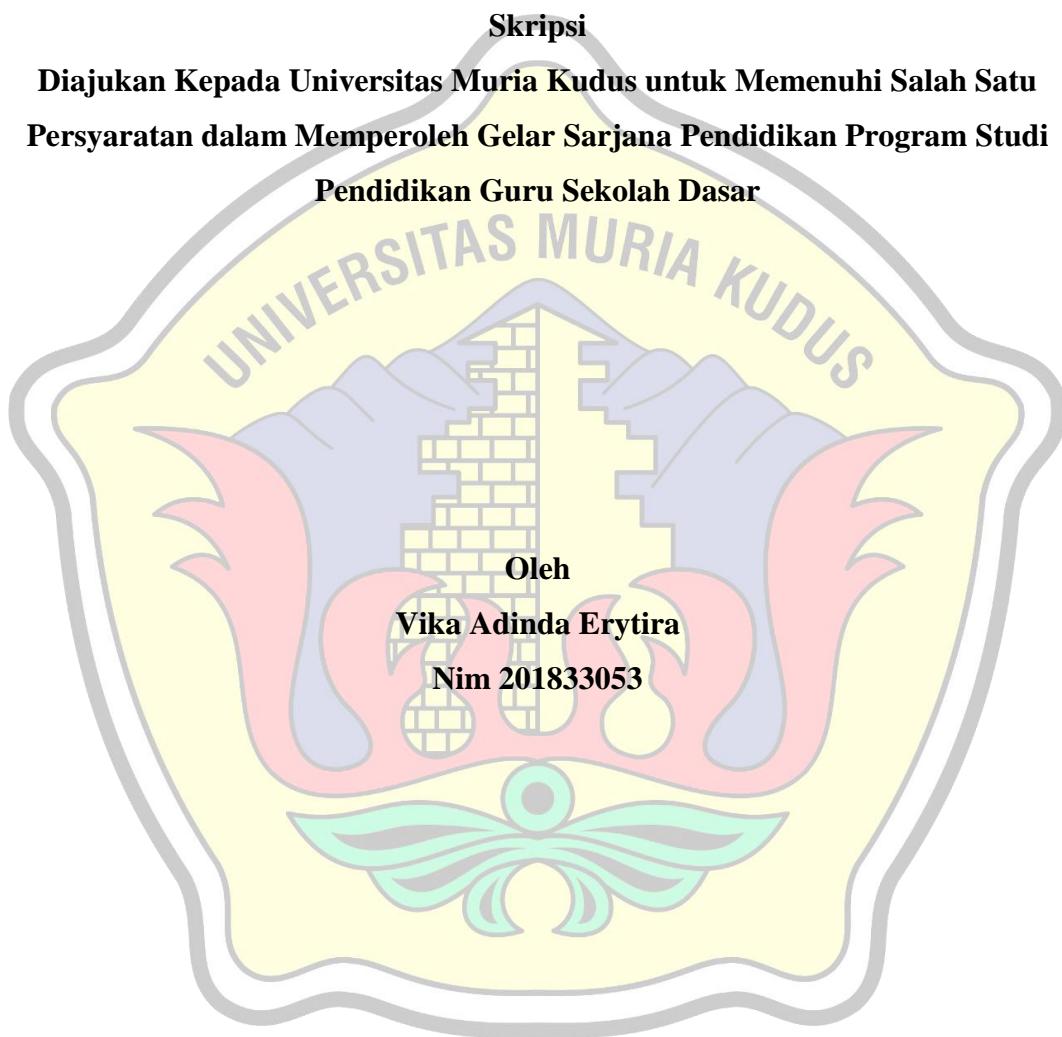 Skripsi
Diajukan Kepada Universitas Muria Kudus untuk Memenuhi Salah Satu
Persyaratan dalam Memperoleh Gelar Sarjana Pendidikan Program Studi
Pendidikan Guru Sekolah Dasar
UNIVERSITAS MURIA KUDUS
Oleh
Vika Adinda Erytira
Nim 201833053